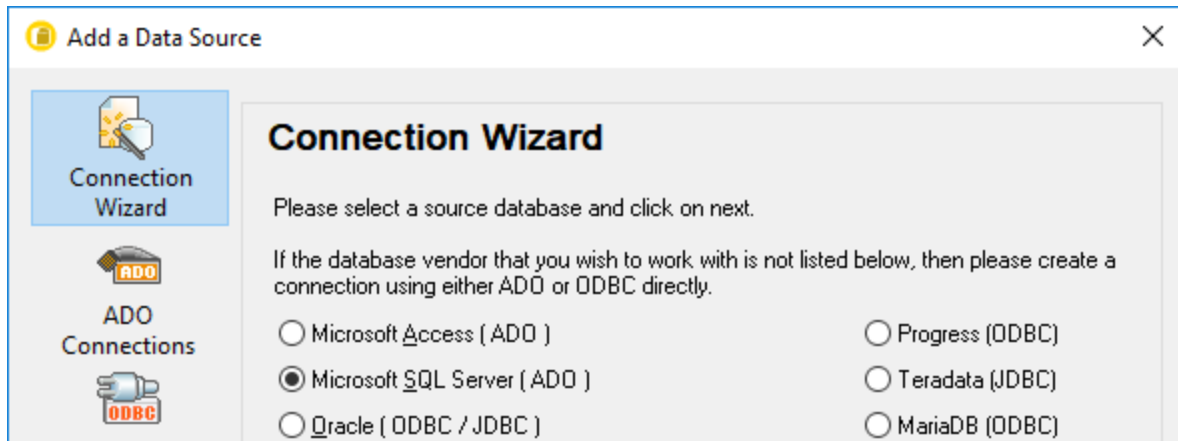 Add a Data Source
Connection
Wizard
ADO
ADO
Connections
ODBC
Connection Wizard
Please select a source database and click on next.
If the database vendor that you wish to work with is not listed below, then please create a
connection using either ADO or ODBC directly.
Microsoft Access ( ADO )
Microsoft SQL Server ( ADO )
Oracle ( ODBC / JDBC )
Progress (ODBC)
Teradata (JDBC)
MariaDB (ODBC)